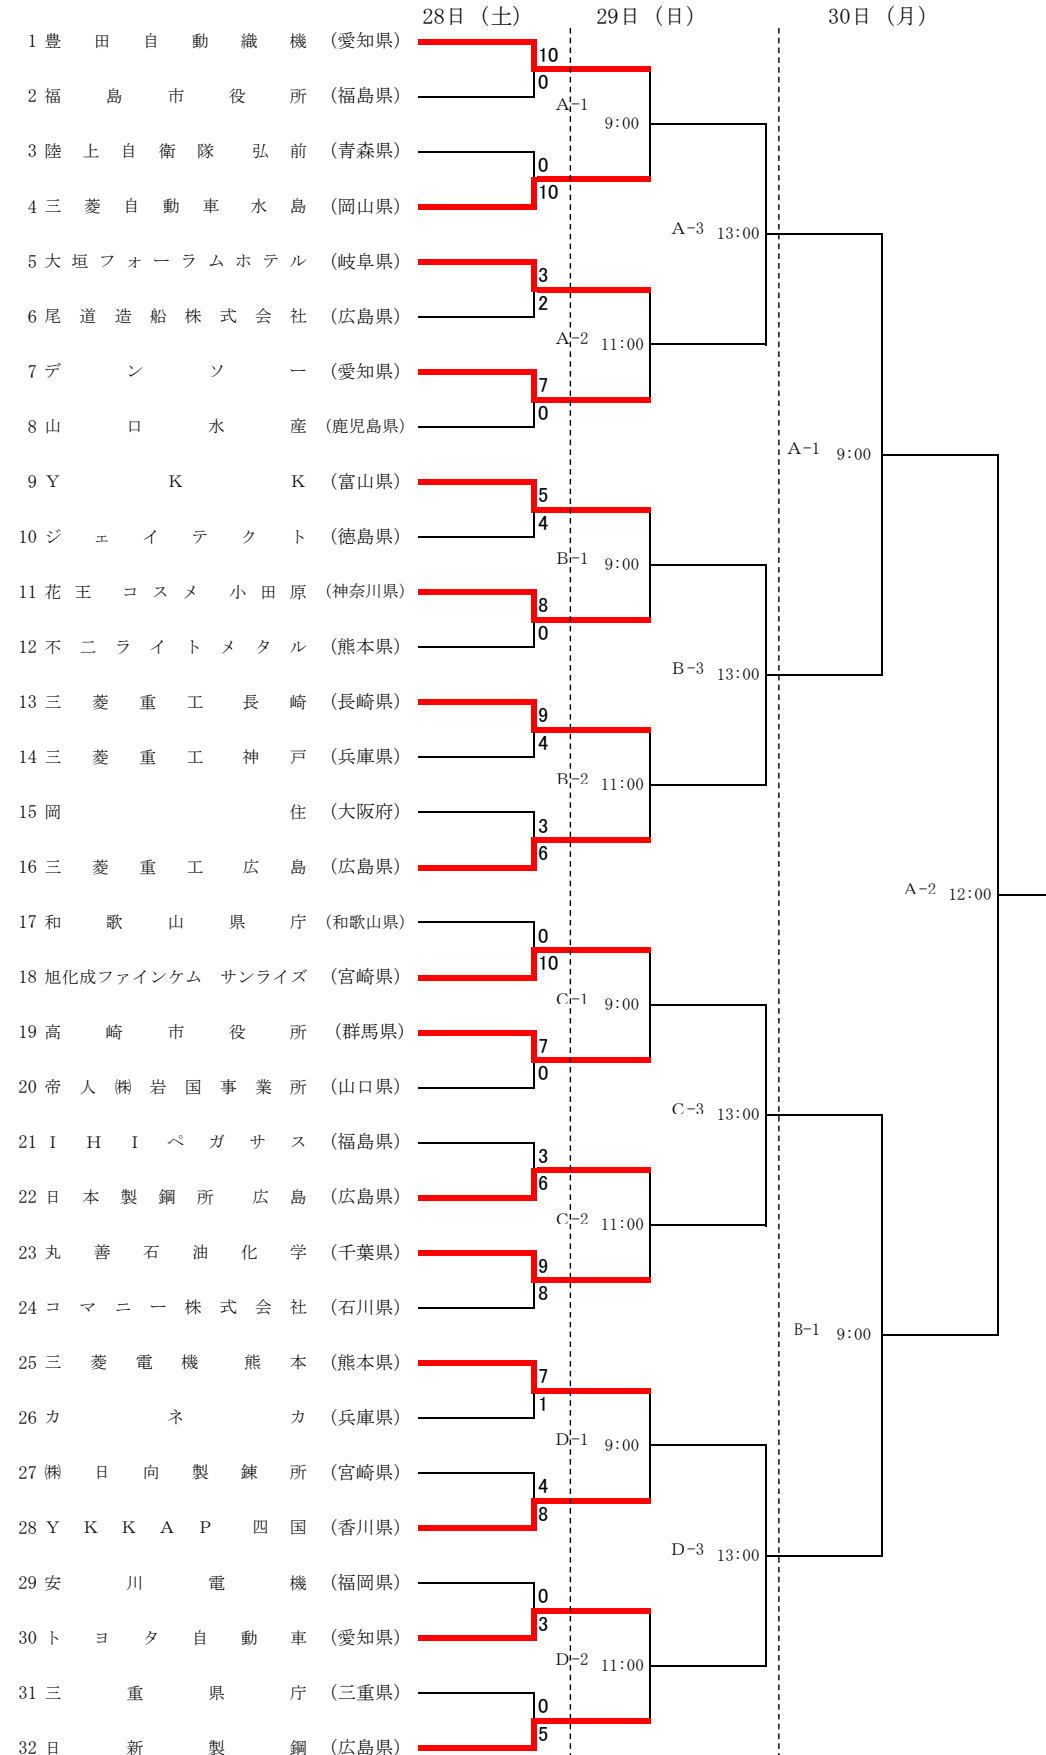 28日（土） 29日（日） 30日（月）
1 豊田自動織機 （愛知県）
10
0
2 福島市役所 （福島県）
A-1 9:00
3 陸上自衛隊 弘前 （青森県）
0
10
4 三菱自動車水島 （岡山県）
A-3 13:00
5 大垣フォーラムホテル （岐阜県）
3
2
6 尾道造船株式会社 （広島県）
A-2 11:00
7 デンソー （愛知県）
7
0
8 山口水産 （鹿児島県）
A-1 9:00
9 YKK （富山県）
5
4
10 ジェイテクト （徳島県）
B-1 9:00
11 花王 コスメ 小田原 （神奈川県）
8
0
12 不二ライトメタル （熊本県）
B-3 13:00
13 三菱重工長崎 （長崎県）
9
4
14 三菱重工神戸 （兵庫県）
B-2 11:00
15 岡住 （大阪府）
3
6
16 三菱重工広島 （広島県）
A-2 12:00
17 和歌山県庁 （和歌山県）
0
10
18 旭化成ファインケム サンライズ （宮崎県）
C-1 9:00
19 高崎市役所 （群馬県）
7
0
20 帝人㈱岩国事業所 （山口県）
C-3 13:00
21 IHIペガサス （福島県）
3
6
22 日本製鋼所広島 （広島県）
C-2 11:00
23 丸善石油化学 （千葉県）
9
8
24 コマニー株式会社 （石川県）
B-1 9:00
25 三菱電機熊本 （熊本県）
7
1
26 カネカ （兵庫県）
D-1 9:00
27 ㈱日向製錬所 （宮崎県）
4
8
28 YKKAP 四国 （香川県）
D-3 13:00
29 安川電機 （福岡県）
0
3
30 トヨタ自動車 （愛知県）
D-2 11:00
31 三重県庁 （三重県）
0
5
32 日新製鋼 （広島県）